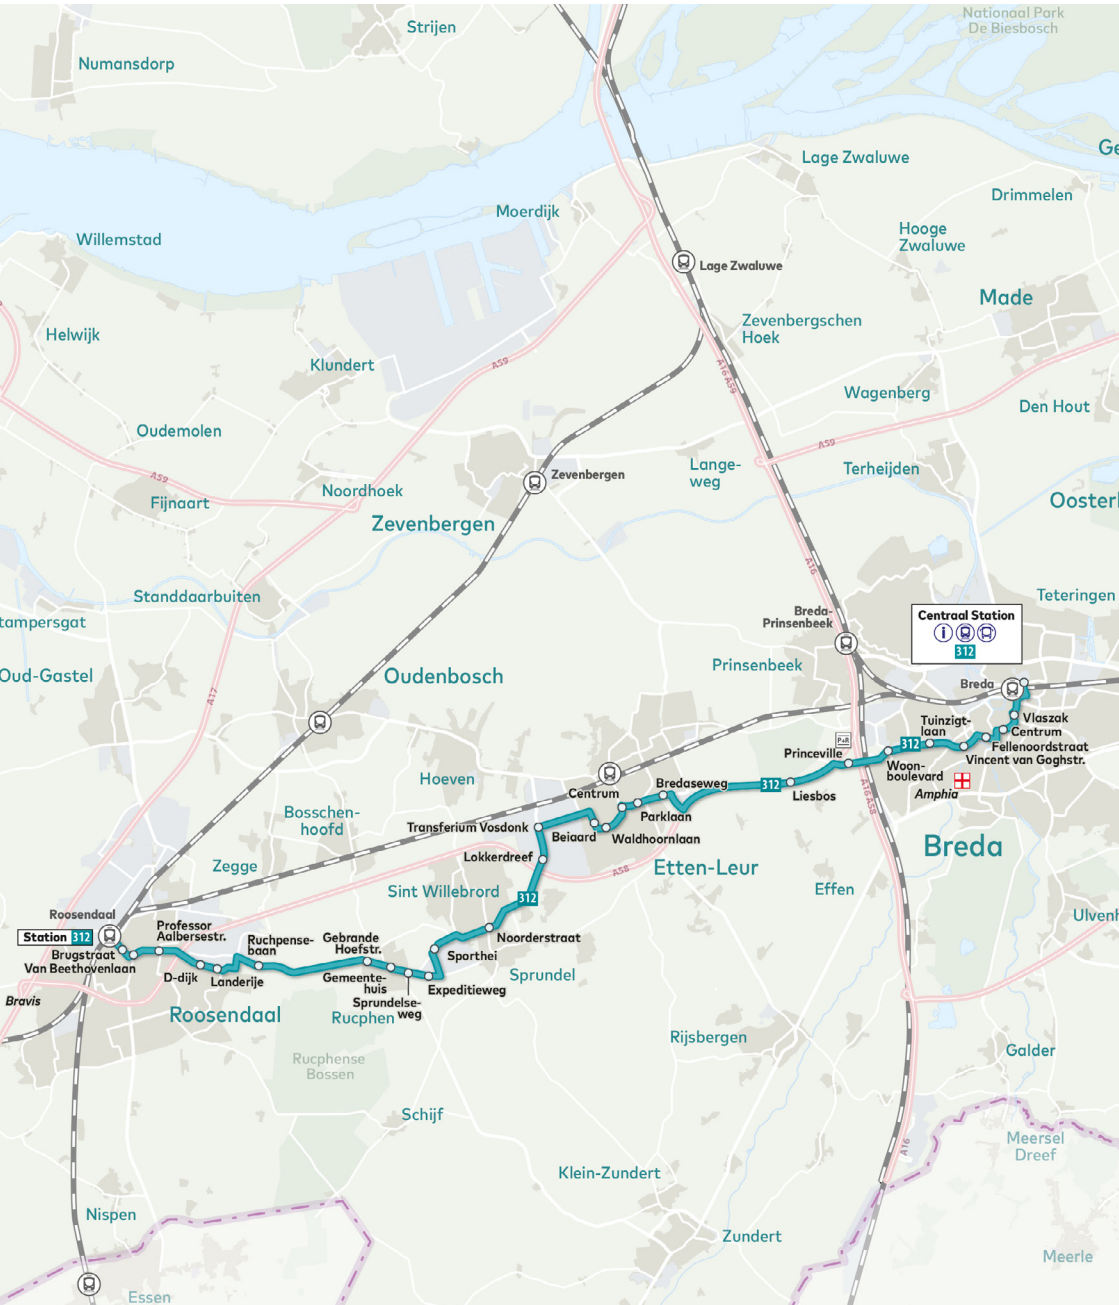 Nationaal Park
De Biesbosch
Strijen
Numansdorp
Ge
Lage Zwaluwe
Drimmelen
Moerdijk
Willemstad
Hooge
Zwaluwe
Lage Zwaluwe
Made
Zevenbergschen
Hoek
Helwijk
Klundert
A59
A16 A59
Wagenberg
Den Hout
Oudemolen
A59
Lange-
weg
Terheijden
Zevenbergen
A59
Fijnaart
Noordhoek
Oosterh
Zevenbergen
A16
Standdaarbuiten
Teteringen
Breda-
Prinsenbeek
Centraal Station
i
312
tampersgat
Prinsenbeek
Oud-Gastel
Oudenbosch
Breda
A17
Tuinzigt-
laan
Vlaszak
Centrum
312
Fellenoordstraat
Vincent van Goghstr.
P+R
Princeville
Woon-
boulevard
Hoeven
Centrum
Bredaseweg
312
Liesbos
Amphia
A16 A58
Bosschen-
hoofd
Parklaan
Transferium Vosdonk
Beiaard
Waldhoornlaan
Breda
Lokkerdreef
Zegge
A58
Etten-Leur
Sint Willebrord
Effen
312
Ulvenh
Roosendaal
Station 312
Professor
Aalbersestr.
Ruchpense-
baan
Gebrande
Hoefstr.
Noorderstraat
Brugstraat
Van Beethovenlaan
Sporthei
D-dijk
Landerije
Gemeente-
huis
Expeditieweg
Sprundel
Bravis
Sprundelse-
weg
Roosendaal
Rucphen
Rijsbergen
Galder
Rucphense
Bossen
Schijf
Meersel
Dreef
A16
Klein-Zundert
Nispen
Zundert
Meerle
Essen